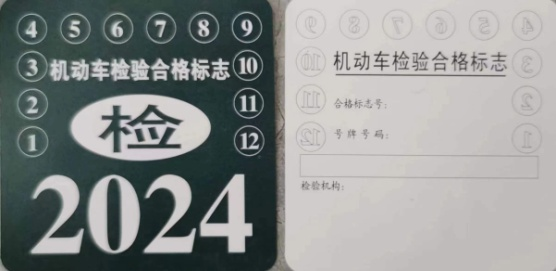 4 5 6 7 8 9
3 机动车检验合格标志 10
2 11
检
1 12
2024
9 8 7 6 5 4
10 机动车检验合格标志 3
11 合格标志号: 2
12 号牌号码: 1
检验机构: